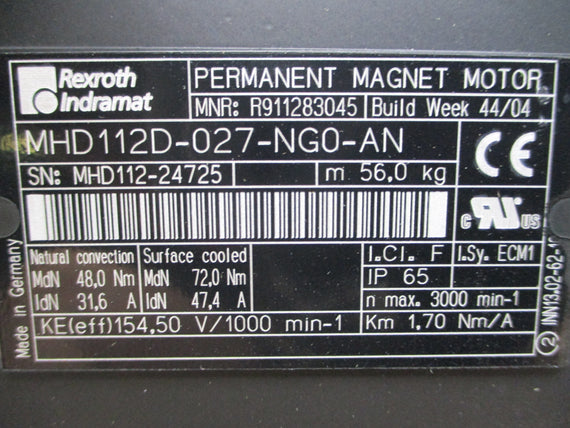 Rexroth
Indramat
PERMANENT MAGNET MOTOR
MNR: R911283045 Build Week 44/04
MHD112D-027-NG0-AN
SN: MHD112-24725 m 56,0 kg
CE
c RU US
Natural convection Surface cooled I.Cl. F I.Sy. ECM1
MdN 48,0 Nm MdN 72,0 Nm IP 65
IdN 31,6 A IdN 47,4 A n max. 3000 min-1
KE(eff)154,50 V/1000 min-1 Km 1,70 Nm/A
Made in Germany
2